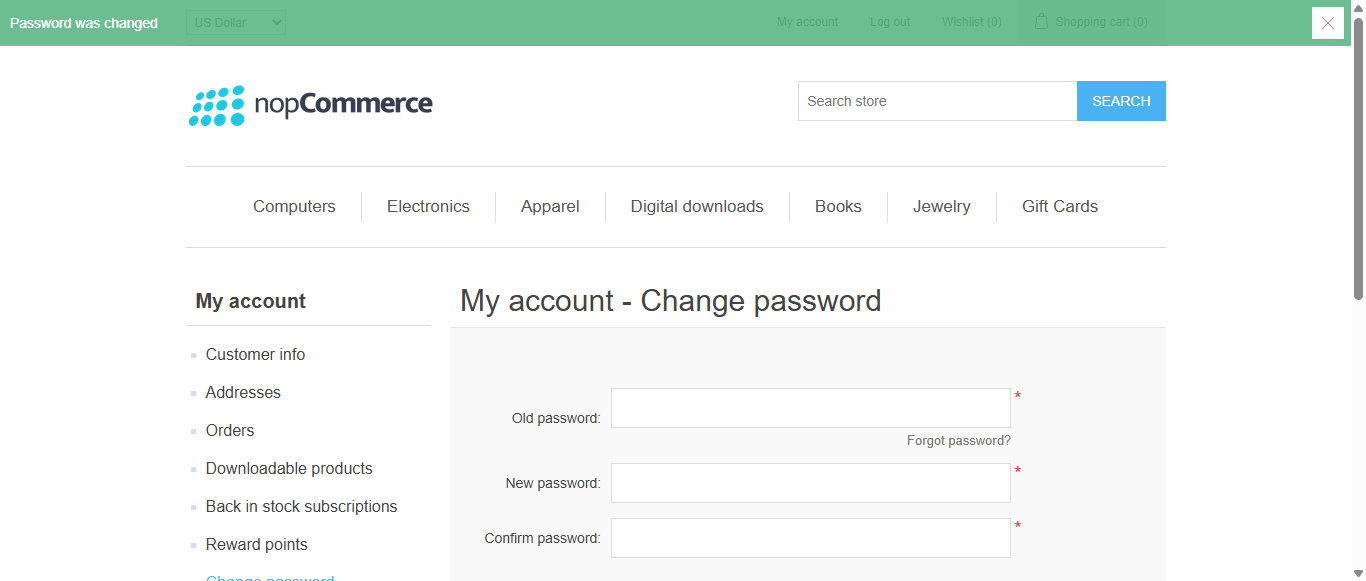 Password was changed
US Dollar
My account Log out Wishlist (0) Shopping cart (0)
nopCommerce
Search store
SEARCH
Computers Electronics Apparel Digital downloads Books Jewelry Gift Cards
My account
Customer info
Addresses
Orders
Downloadable products
Back in stock subscriptions
Reward points
Change password
My account - Change password
Old password: *
Forgot password?
New password: *
Confirm password: *